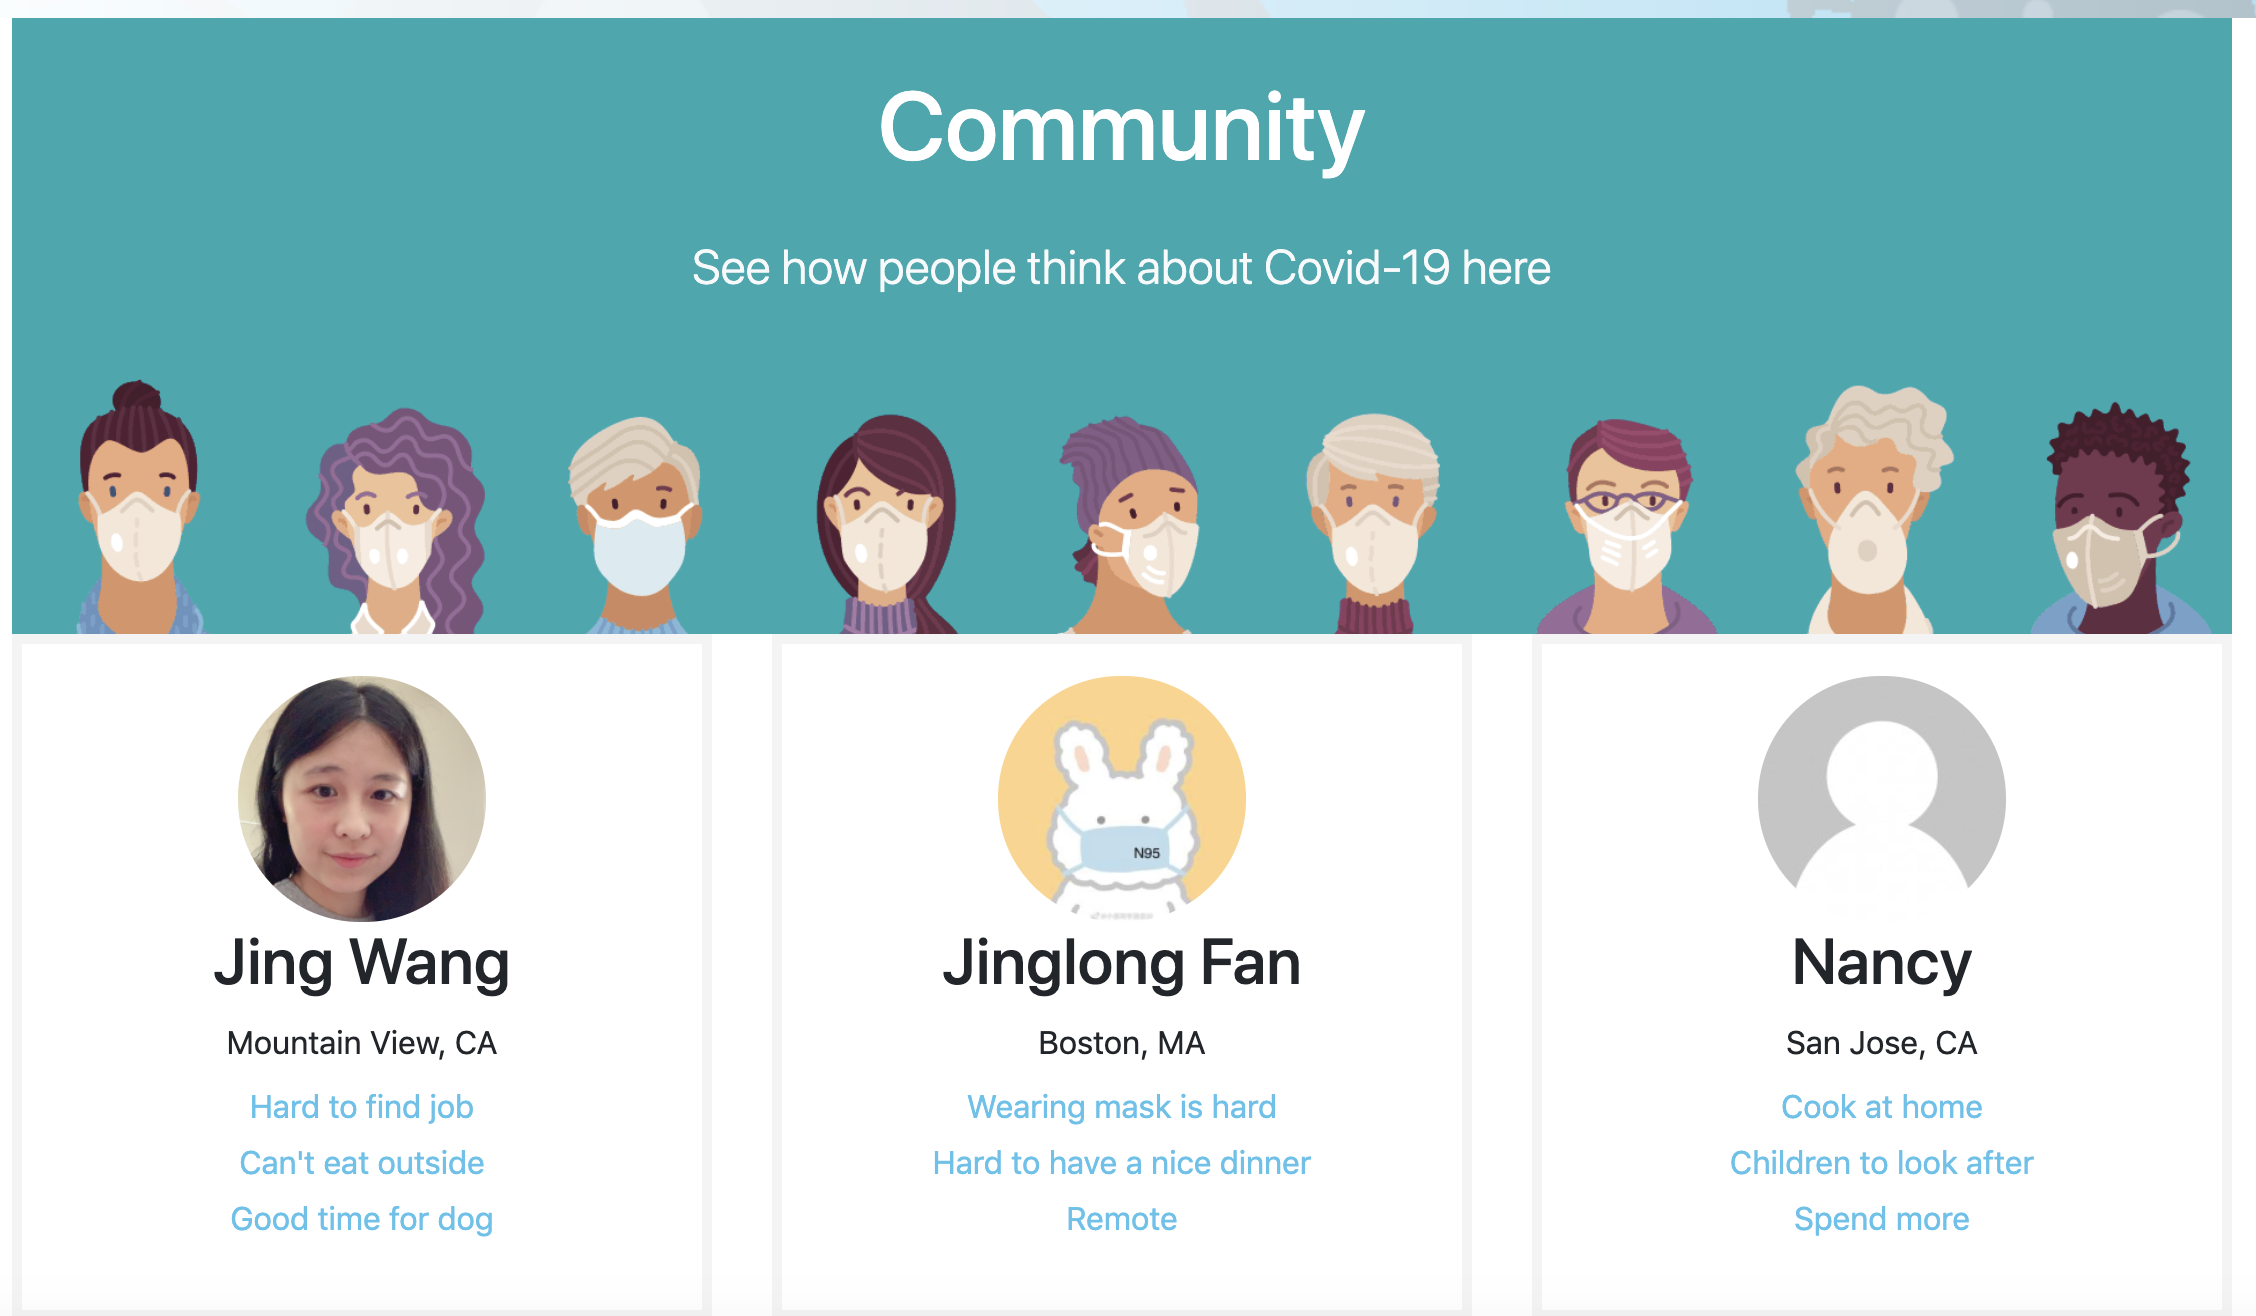 Community
See how people think about Covid-19 here
N95
Jing Wang
Mountain View, CA
Hard to find job
Can't eat outside
Good time for dog
Jinglong Fan
Boston, MA
Wearing mask is hard
Hard to have a nice dinner
Remote
Nancy
San Jose, CA
Cook at home
Children to look after
Spend more